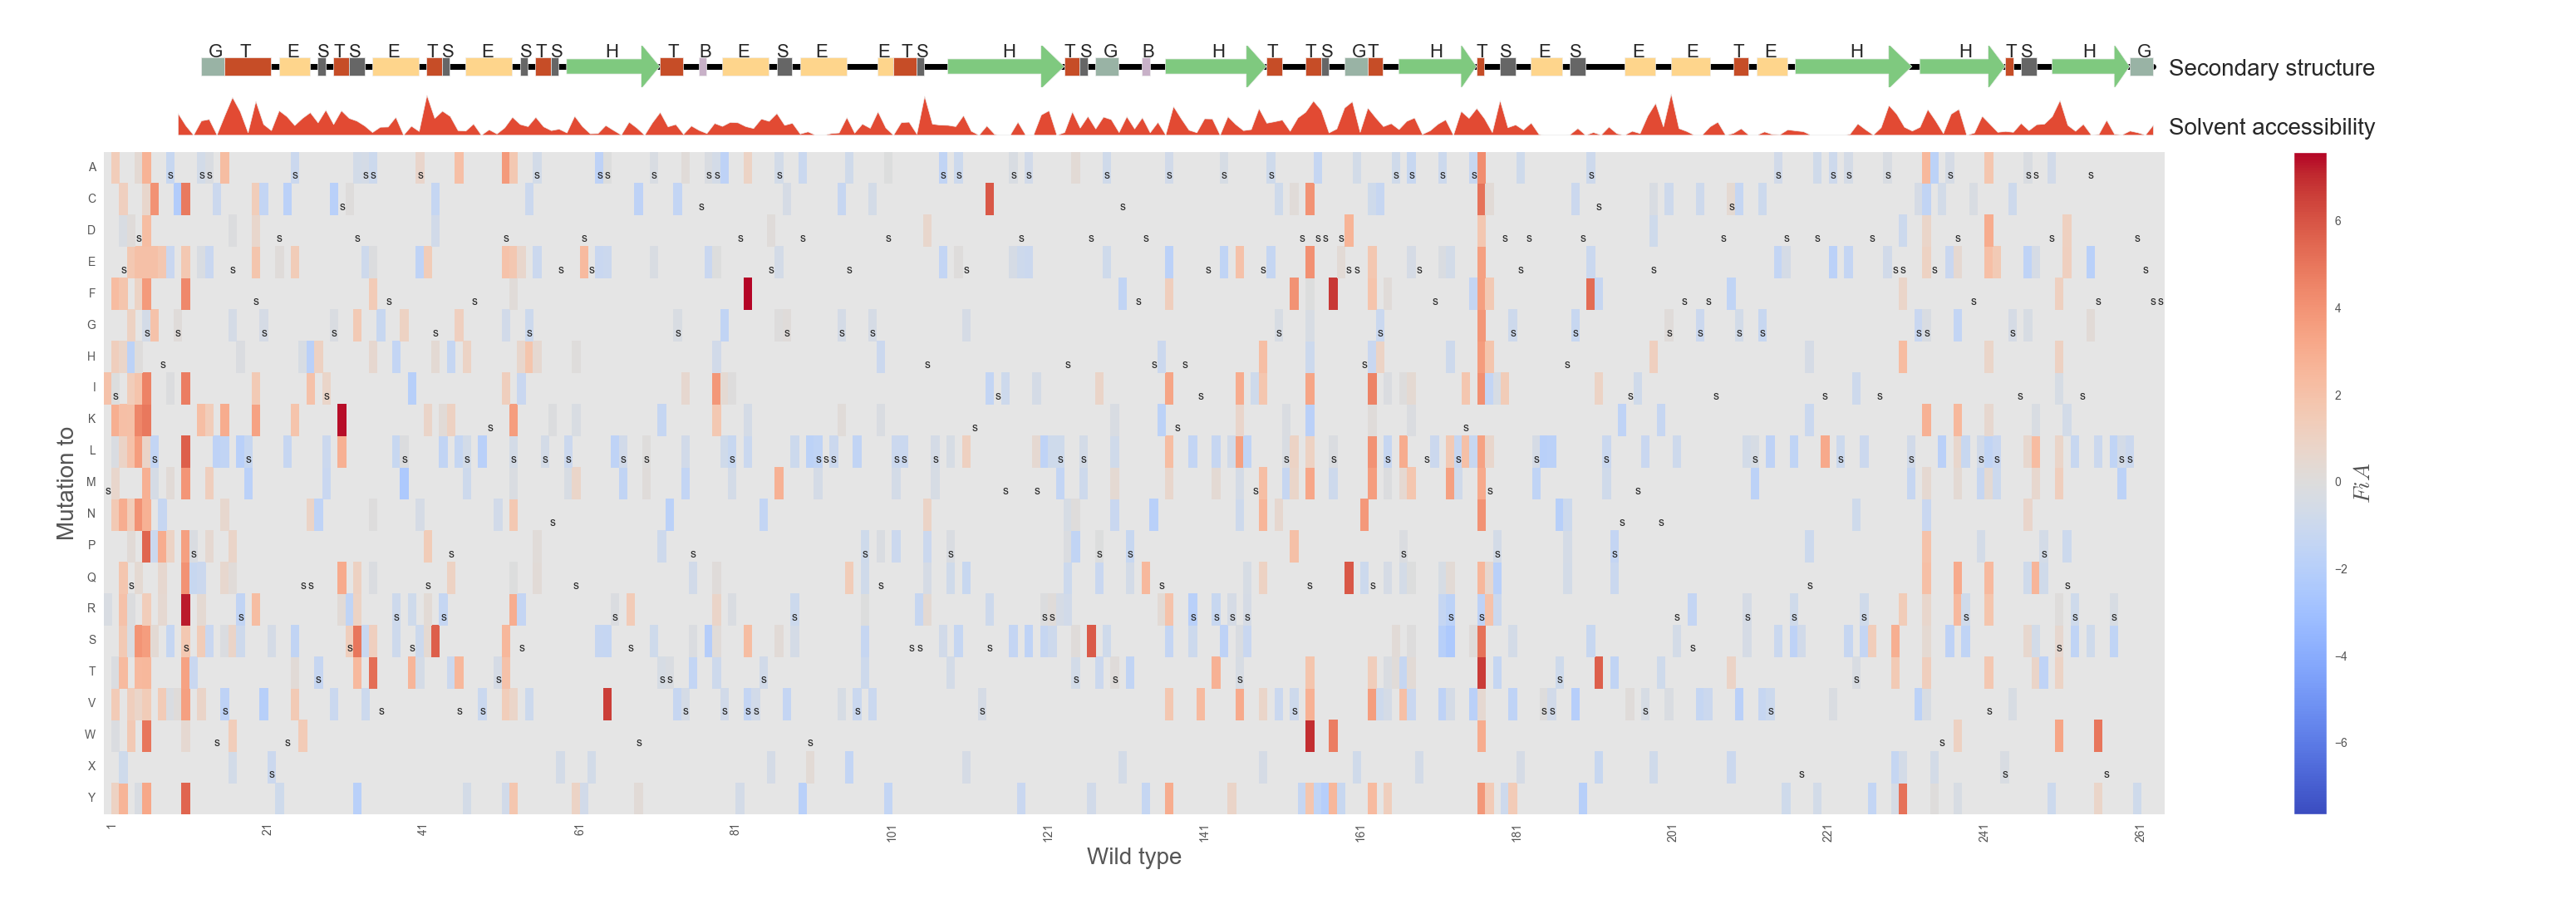 G T E S T S E T S E S T S H T B E S E E T S H T S G B H T T S G T H T S E S E E T E H H T S H G
Secondary structure
Solvent accessibility
A
C
D
E
F
G
H
I
K
L
M
N
P
Q
R
S
T
V
W
X
Y
Mutation to
1 21 41 61 81 101 121 141 161 181 201 221 241 261
Wild type
6
4
2
0
−2
−4
−6
FiA